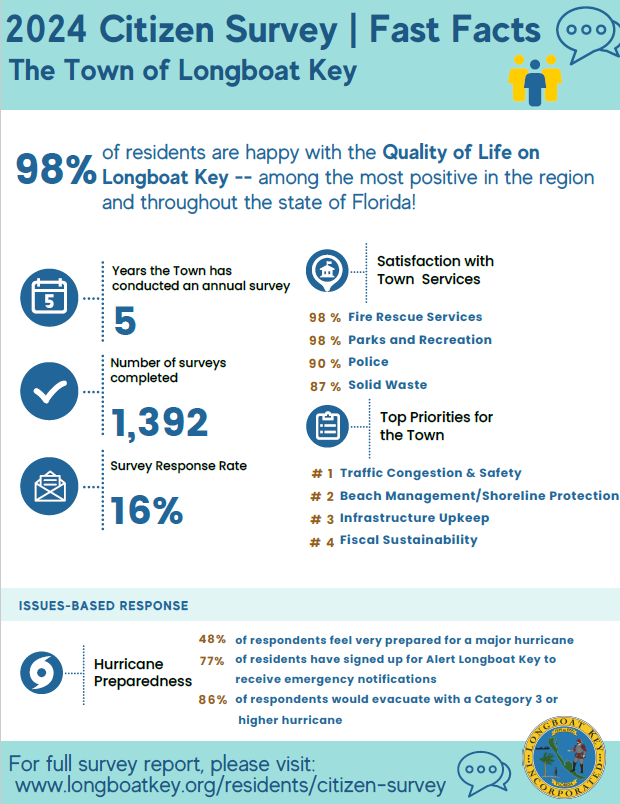 2024 Citizen Survey | Fast Facts
The Town of Longboat Key
98% of residents are happy with the Quality of Life on
Longboat Key -- among the most positive in the region
and throughout the state of Florida!
5
Years the Town has
conducted an annual survey
5
Number of surveys
completed
1,392
Survey Response Rate
16%
Satisfaction with
Town Services
98 % Fire Rescue Services
98 % Parks and Recreation
90 % Police
87 % Solid Waste
Top Priorities for
the Town
# 1 Traffic Congestion & Safety
# 2 Beach Management/Shoreline Protection
# 3 Infrastructure Upkeep
# 4 Fiscal Sustainability
ISSUES-BASED RESPONSE
Hurricane
Preparedness
48% of respondents feel very prepared for a major hurricane
77% of residents have signed up for Alert Longboat Key to
receive emergency notifications
86% of respondents would evacuate with a Category 3 or
higher hurricane
For full survey report, please visit:
www.longboatkey.org/residents/citizen-survey
LONGBOAT KEY
INCORPORATED